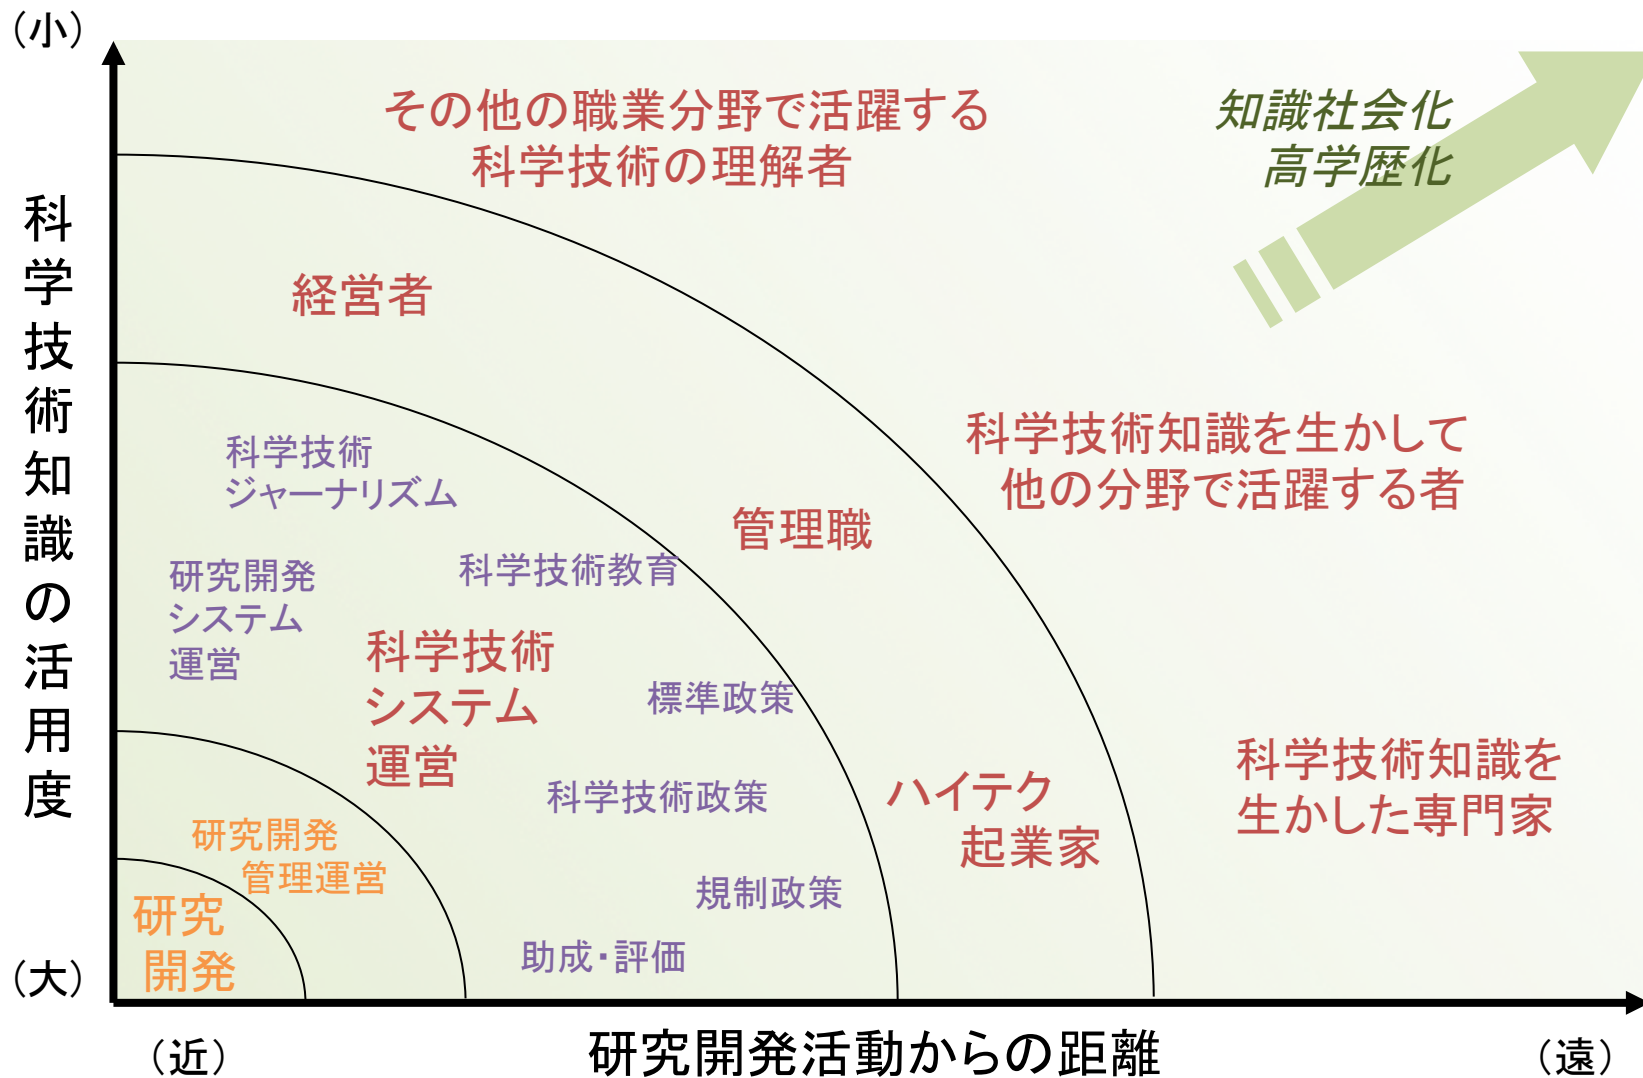 （小）
その他の職業分野で活躍する
科学技術の理解者
知識社会化
高学歴化
科学技術知識の活用度
経営者
科学技術知識を生かして
他の分野で活躍する者
科学技術
ジャーナリズム
管理職
研究開発
システム
運営
科学技術教育
科学技術
システム
運営
標準政策
科学技術政策
ハイテク
起業家
科学技術知識を
生かした専門家
研究開発
管理運営
規制政策
研究
開発
助成・評価
（大）
（近）
研究開発活動からの距離
（遠）